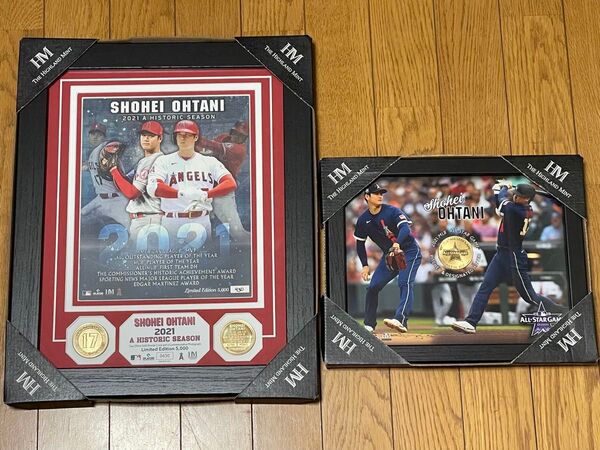 HM
THE HIGHLAND MINT
HM
THE HIGHLAND MINT
SHOHEI OHTANI
2021 A HISTORIC SEASON
ANGELS
2021
ALL-MLB FIRST TEAM DH
OUTSTANDING PLAYER OF THE YEAR
PLAYER OF THE YEAR
THE COMMISSIONER'S HISTORIC ACHIEVEMENT AWARD
SPORTING NEWS MAJOR LEAGUE PLAYER OF THE YEAR
EDGAR MARTINEZ AWARD
Limited Edition 5,000
17
SHOHEI OHTANI
2021
A HISTORIC SEASON
Limited Edition 5,000
HM
THE HIGHLAND MINT
HM
THE HIGHLAND MINT
HM
THE HIGHLAND MINT
HM
THE HIGHLAND MINT
Shohei
OHTANI
ALL-STAR GAME
HM
THE HIGHLAND MINT
HM
THE HIGHLAND MINT